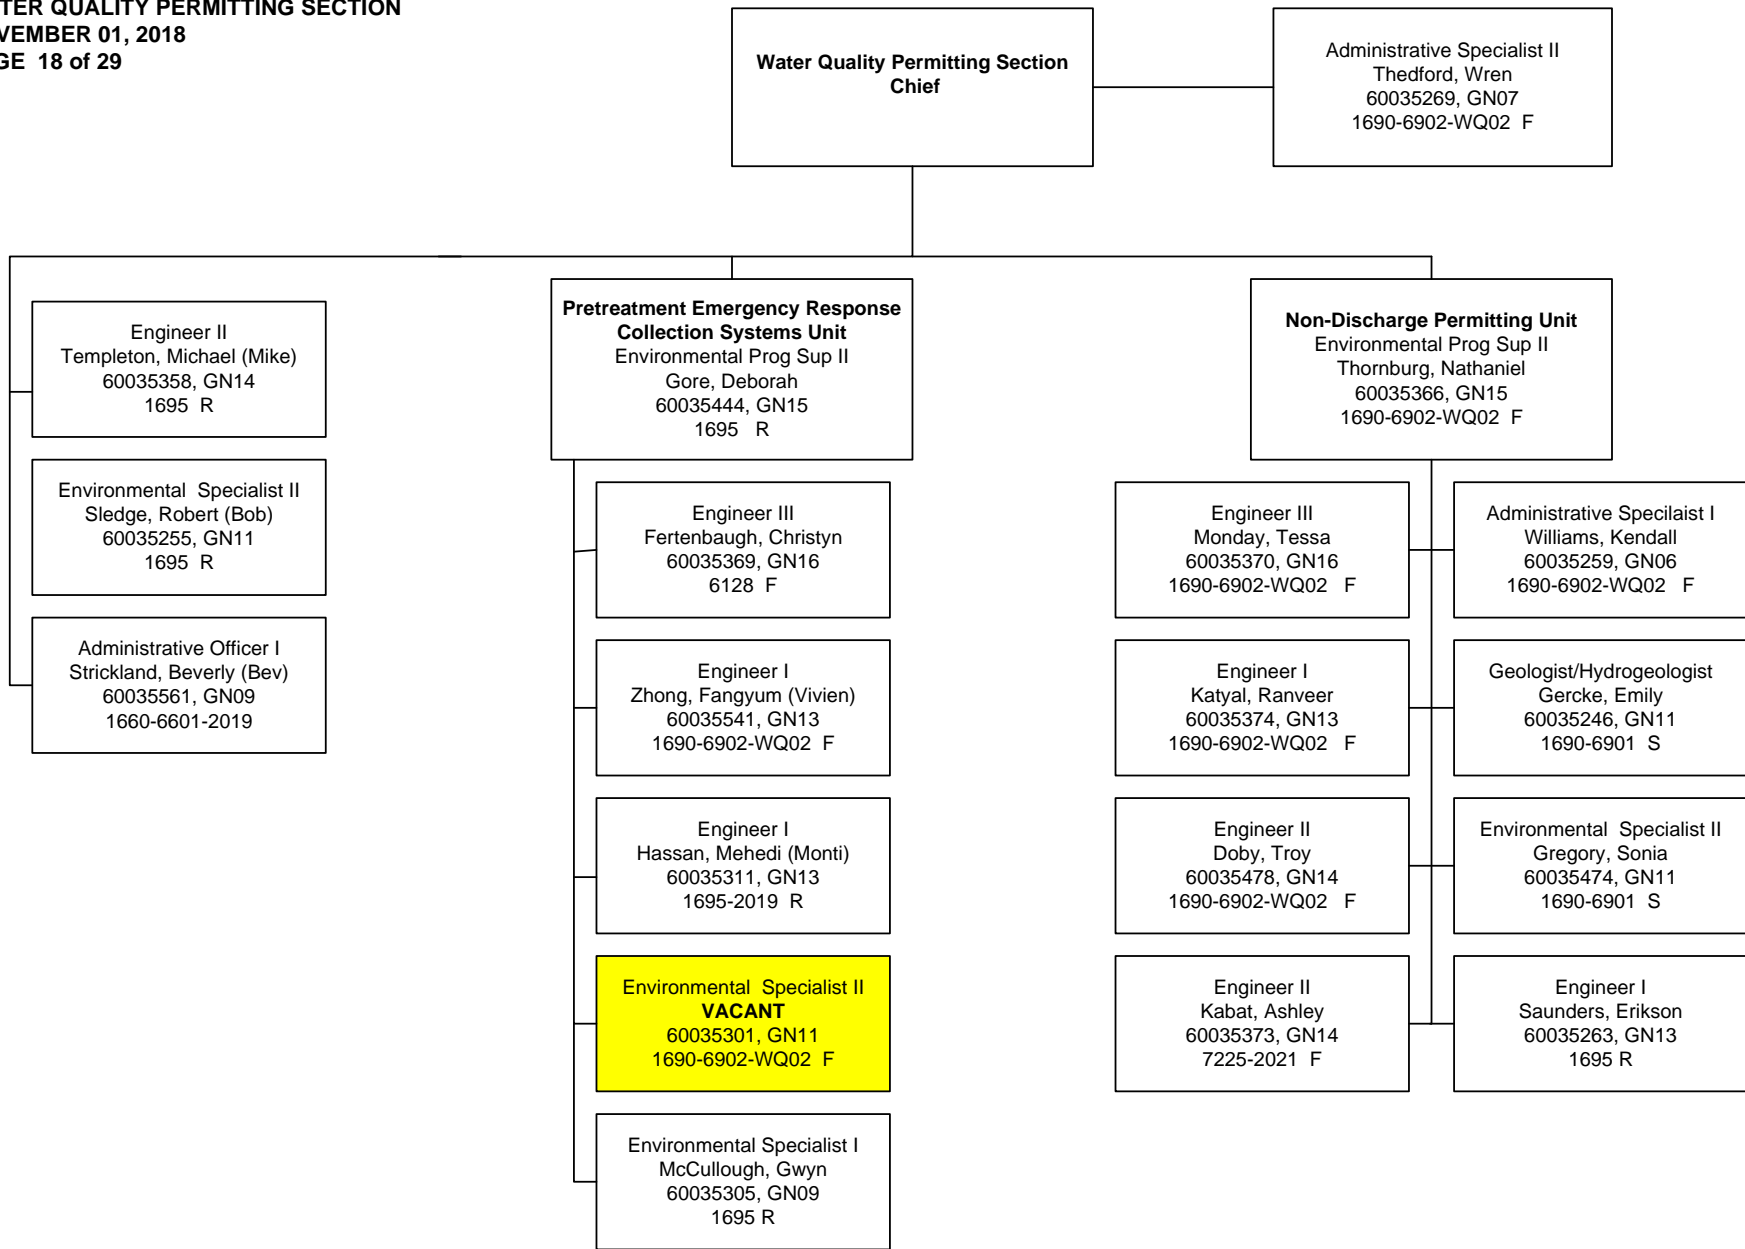 TER QUALITY PERMITTING SECTION
VEMBER 01, 2018
GE 18 of 29
Water Quality Permitting Section
Chief
Administrative Specialist II
Thedford, Wren
60035269, GN07
1690-6902-WQ02 F
Engineer II
Templeton, Michael (Mike)
60035358, GN14
1695 R
Environmental Specialist II
Sledge, Robert (Bob)
60035255, GN11
1695 R
Administrative Officer I
Strickland, Beverly (Bev)
60035561, GN09
1660-6601-2019
Pretreatment Emergency Response
Collection Systems Unit
Environmental Prog Sup II
Gore, Deborah
60035444, GN15
1695 R
Engineer III
Fertenbaugh, Christyn
60035369, GN16
6128 F
Engineer I
Zhong, Fangyum (Vivien)
60035541, GN13
1690-6902-WQ02 F
Engineer I
Hassan, Mehedi (Monti)
60035311, GN13
1695-2019 R
Environmental Specialist II
VACANT
60035301, GN11
1690-6902-WQ02 F
Environmental Specialist I
McCullough, Gwyn
60035305, GN09
1695 R
Non-Discharge Permitting Unit
Environmental Prog Sup II
Thornburg, Nathaniel
60035366, GN15
1690-6902-WQ02 F
Engineer III
Monday, Tessa
60035370, GN16
1690-6902-WQ02 F
Engineer I
Katyal, Ranveer
60035374, GN13
1690-6902-WQ02 F
Engineer II
Doby, Troy
60035478, GN14
1690-6902-WQ02 F
Engineer II
Kabat, Ashley
60035373, GN14
7225-2021 F
Administrative Specilaist I
Williams, Kendall
60035259, GN06
1690-6902-WQ02 F
Geologist/Hydrogeologist
Gercke, Emily
60035246, GN11
1690-6901 S
Environmental Specialist II
Gregory, Sonia
60035474, GN11
1690-6901 S
Engineer I
Saunders, Erikson
60035263, GN13
1695 R